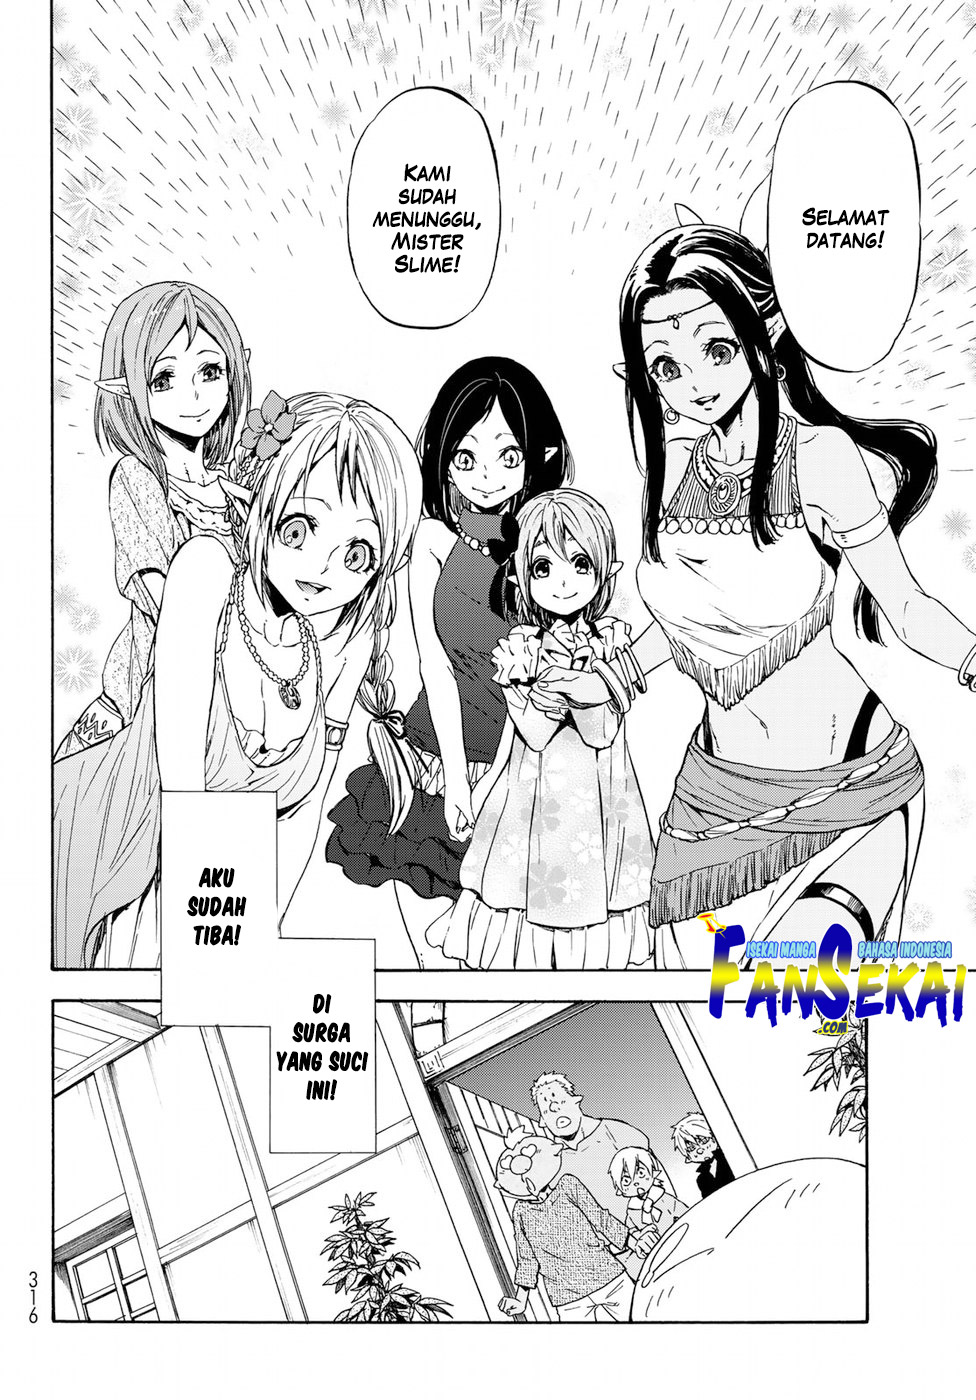 SELAMAT
DATANG!
KAMI
SUDAH
MENUNGGU,
MISTER
SLIME!
AKU
SUDAH
TIBA!
DI
SURGA
YANG SUCI
INI!
ISEKAI MANGA BAHASA INDONESIA
FANSEKAI
.COM
316